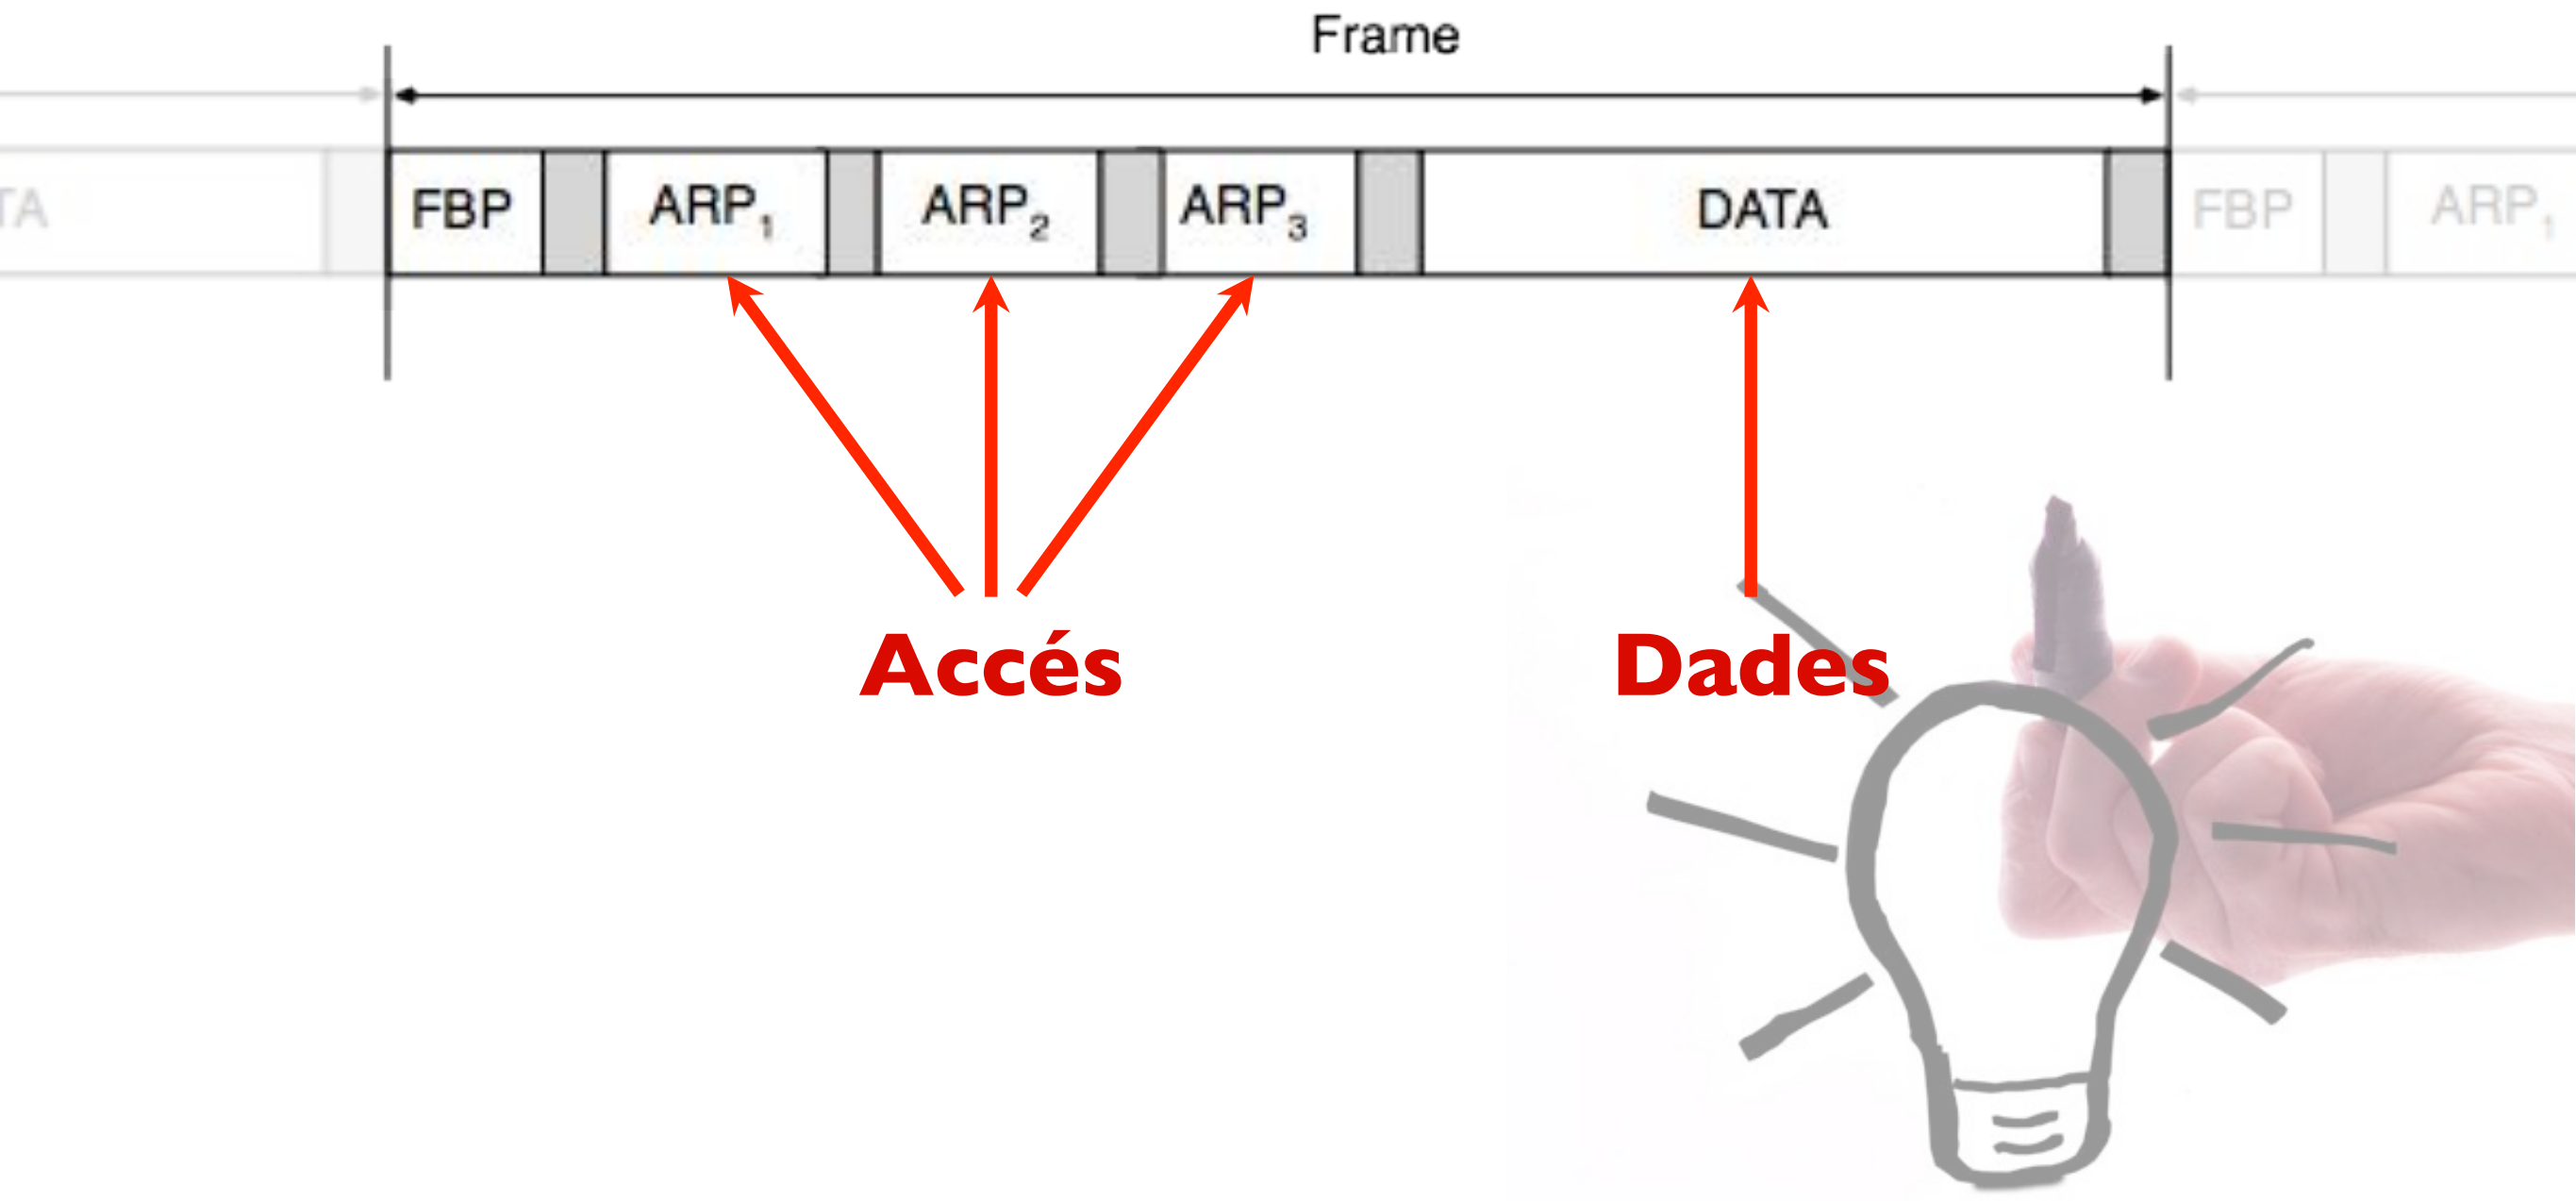 Frame
TA FBP ARP₁ ARP₂ ARP₃ DATA FBP ARP₁
Accés Dades